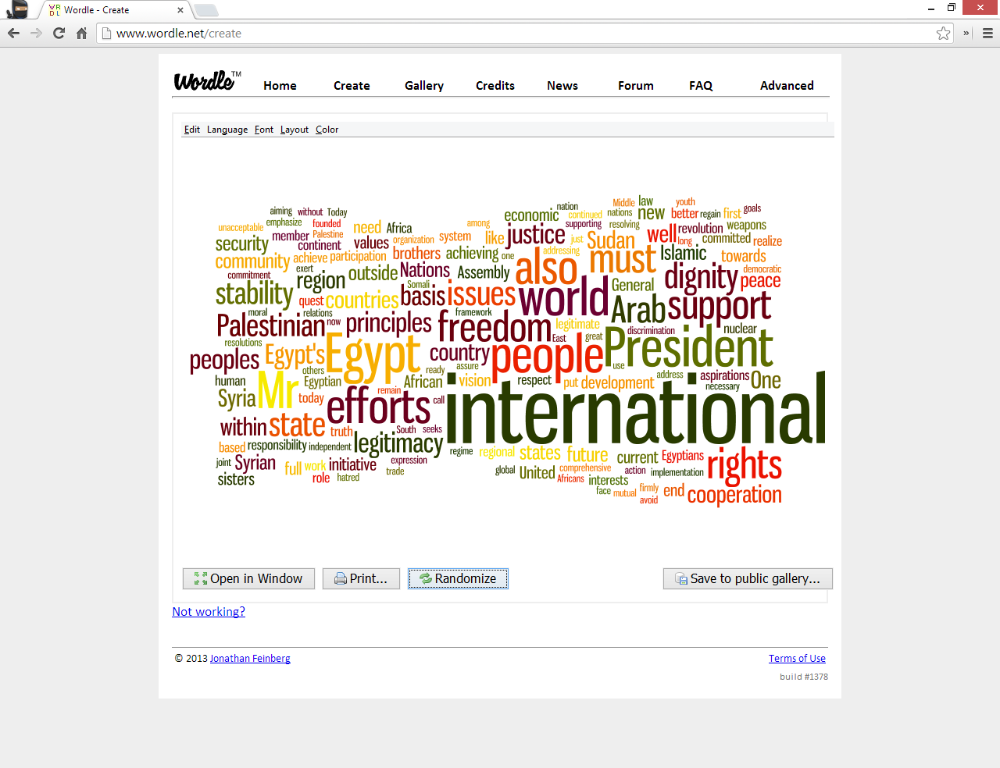 Wordle - Create
www.wordle.net/create
Wordle™ Home Create Gallery Credits News Forum FAQ Advanced
Edit Language Font Layout Color
aiming without Today
unacceptable emphasize founded need Africa
security member Palestine values organization system among like
continent
community achieve participation brothers achieving one
commitment exert region outside Nations Assembly
stability quest countries Somali basis issues
moral relations framework
Palestinian now principles freedom
resolutions
peoples Egypt's Egypt country people
others ready assure
human Mr Egyptian African vision respect put development
Syria today remain efforts call international
within state truth South seeks
based responsibility independent legitimacy regime regional states future current Egyptians rights
joint Syrian full work initiative expression
sisters role hatred trade
nation Middle law youth
economic continued nations new better regain first goals
justice supporting resolving well revolution weapons
just Sudan long committed realize
addressing must Islamic towards
also General dignity democratic peace
world Arab support
legitimate discrimination nuclear
East great President
use address aspirations One
necessary
global United comprehensive action implementation
Africans interests
face mutual firmly end cooperation
avoid
Open in Window Print... Randomize Save to public gallery...
Not working?
© 2013 Jonathan Feinberg Terms of Use
build #1378